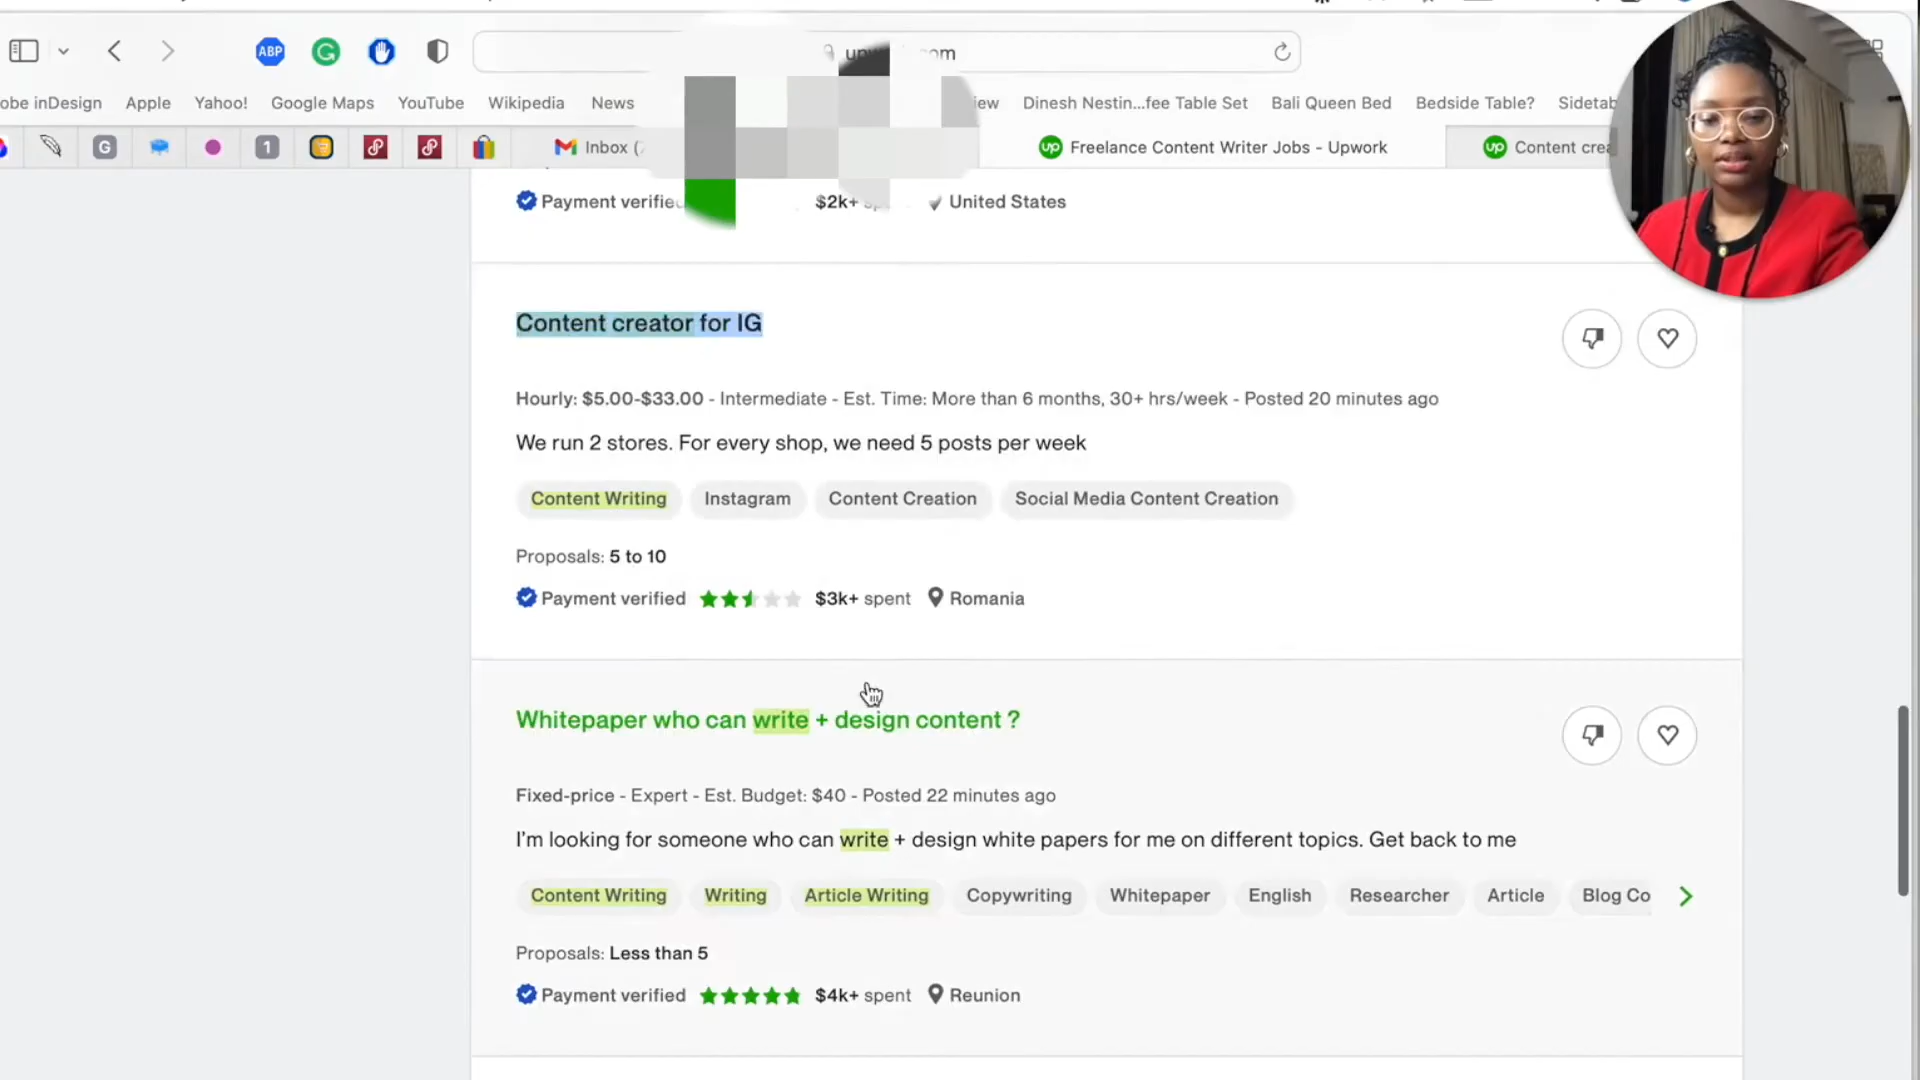 obe inDesign Apple Yahoo! Google Maps YouTube Wikipedia News Dinesh Nestin...fee Table Set Bali Queen Bed Bedside Table? Sidetab
ABP
G 1 Inbox ( Freelance Content Writer Jobs - Upwork Content crea
Payment verified $2k+ United States
Content creator for IG
Hourly: $5.00-$33.00 - Intermediate - Est. Time: More than 6 months, 30+ hrs/week - Posted 20 minutes ago
We run 2 stores. For every shop, we need 5 posts per week
Content Writing Instagram Content Creation Social Media Content Creation
Proposals: 5 to 10
Payment verified $3k+ spent Romania
Whitepaper who can write + design content ?
Fixed-price - Expert - Est. Budget: $40 - Posted 22 minutes ago
I'm looking for someone who can write + design white papers for me on different topics. Get back to me
Content Writing Writing Article Writing Copywriting Whitepaper English Researcher Article Blog Co
Proposals: Less than 5
Payment verified $4k+ spent Reunion